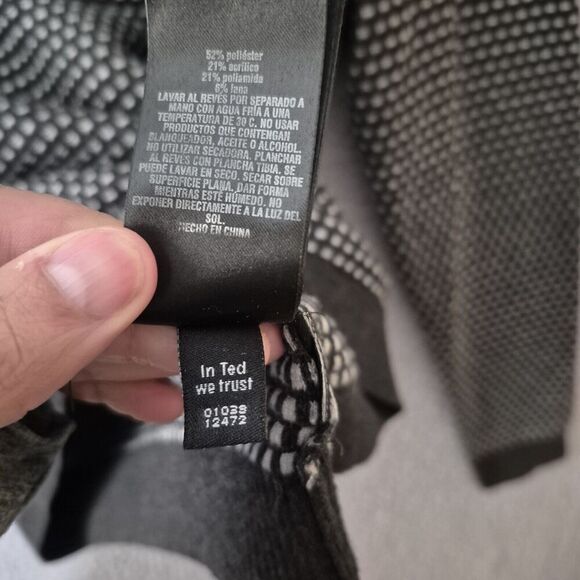 52% poliéster
21% acrílico
21% poliamida
6% lana
LAVAR AL REVÉS POR SEPARADO A
MANO CON AGUA FRÍA A UNA
TEMPERATURA DE 30 C. NO USAR
PRODUCTOS QUE CONTENGAN
BLANQUEADOR, ACEITE O ALCOHOL.
NO UTILIZAR SECADORA. PLANCHAR
AL REVÉS CON PLANCHA TIBIA. SE
PUEDE LAVAR EN SECO. SECAR SOBRE
SUPERFICIE PLANA. DAR FORMA
MIENTRAS ESTÉ HÚMEDO. NO
EXPONER DIRECTAMENTE A LA LUZ DEL
SOL.
HECHO EN CHINA
In Ted
we trust
01039
12472